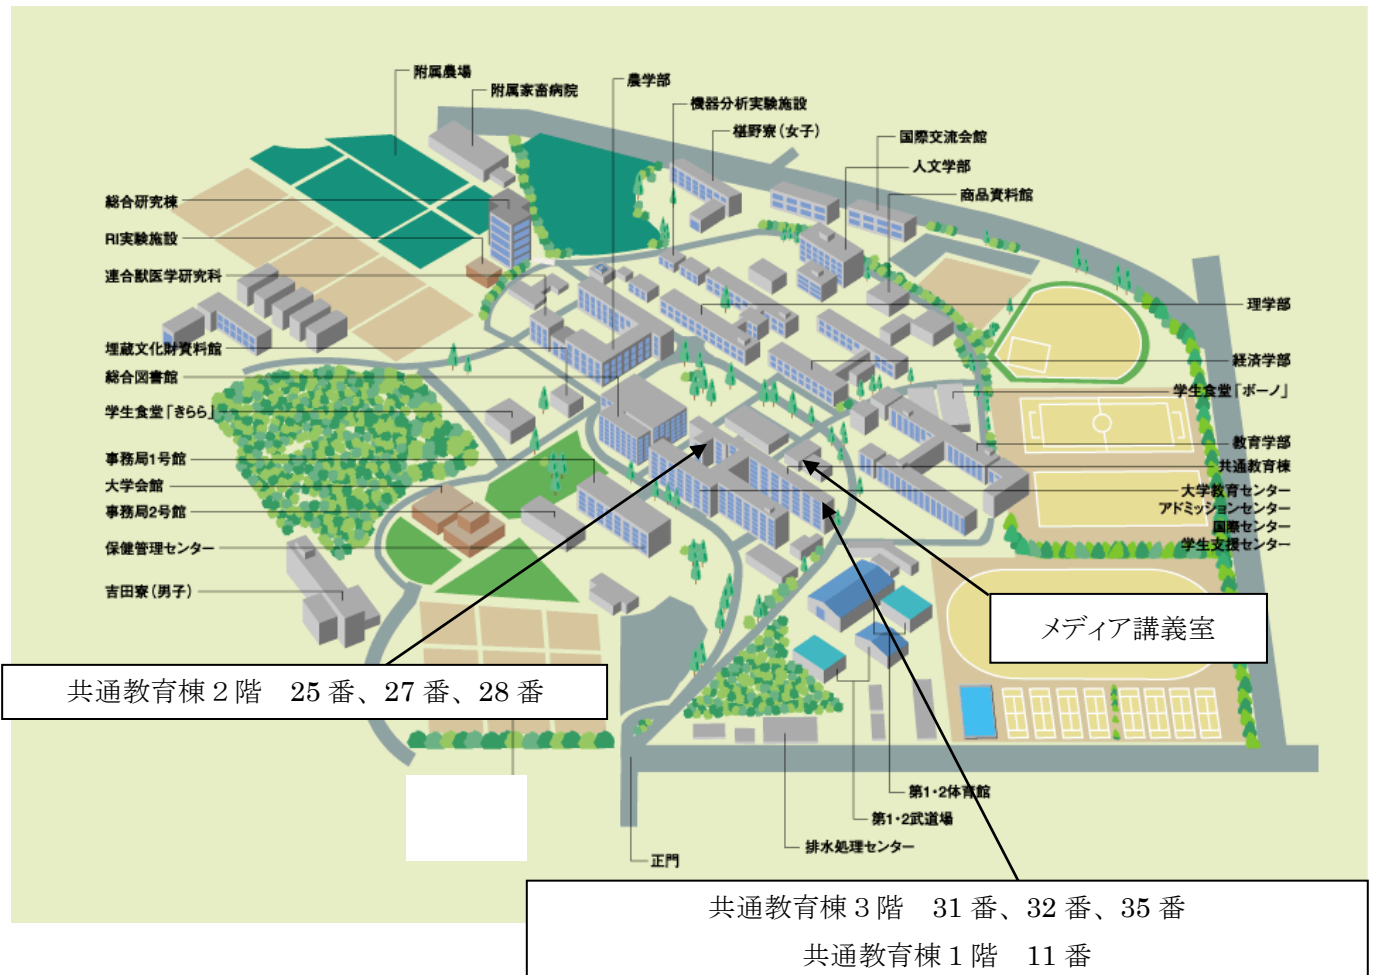 附属農場
附属家畜病院
農学部
機器分析実験施設
椹野寮(女子)
国際交流会館
人文学部
商品資料館
総合研究棟
RI実験施設
連合獣医学研究科
埋蔵文化財資料館
総合図書館
学生食堂「きらら」
事務局1号館
大学会館
事務局2号館
保健管理センター
吉田寮(男子)
理学部
経済学部
学生食堂「ボーノ」
教育学部
共通教育棟
大学教育センター
アドミッションセンター
国際センター
学生支援センター
メディア講義室
共通教育棟２階　25 番、27 番、28 番
第1・2体育館
第1・2武道場
排水処理センター
正門
共通教育棟３階　31 番、32 番、35 番
共通教育棟１階　11 番